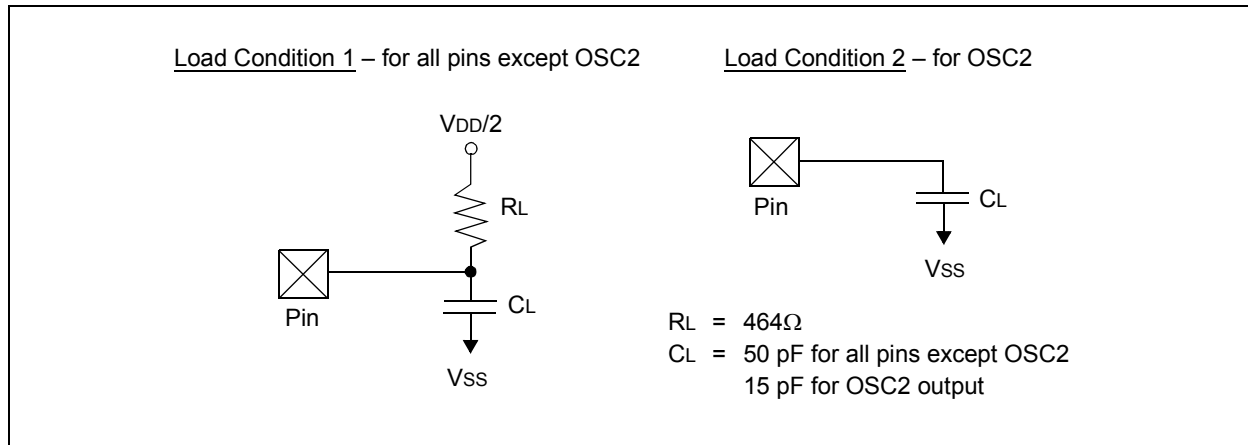 Load Condition 1 – for all pins except OSC2
VDD/2
RL
Pin
CL
VSS
Load Condition 2 – for OSC2
Pin
CL
VSS
RL = 464Ω
CL = 50 pF for all pins except OSC2
15 pF for OSC2 output